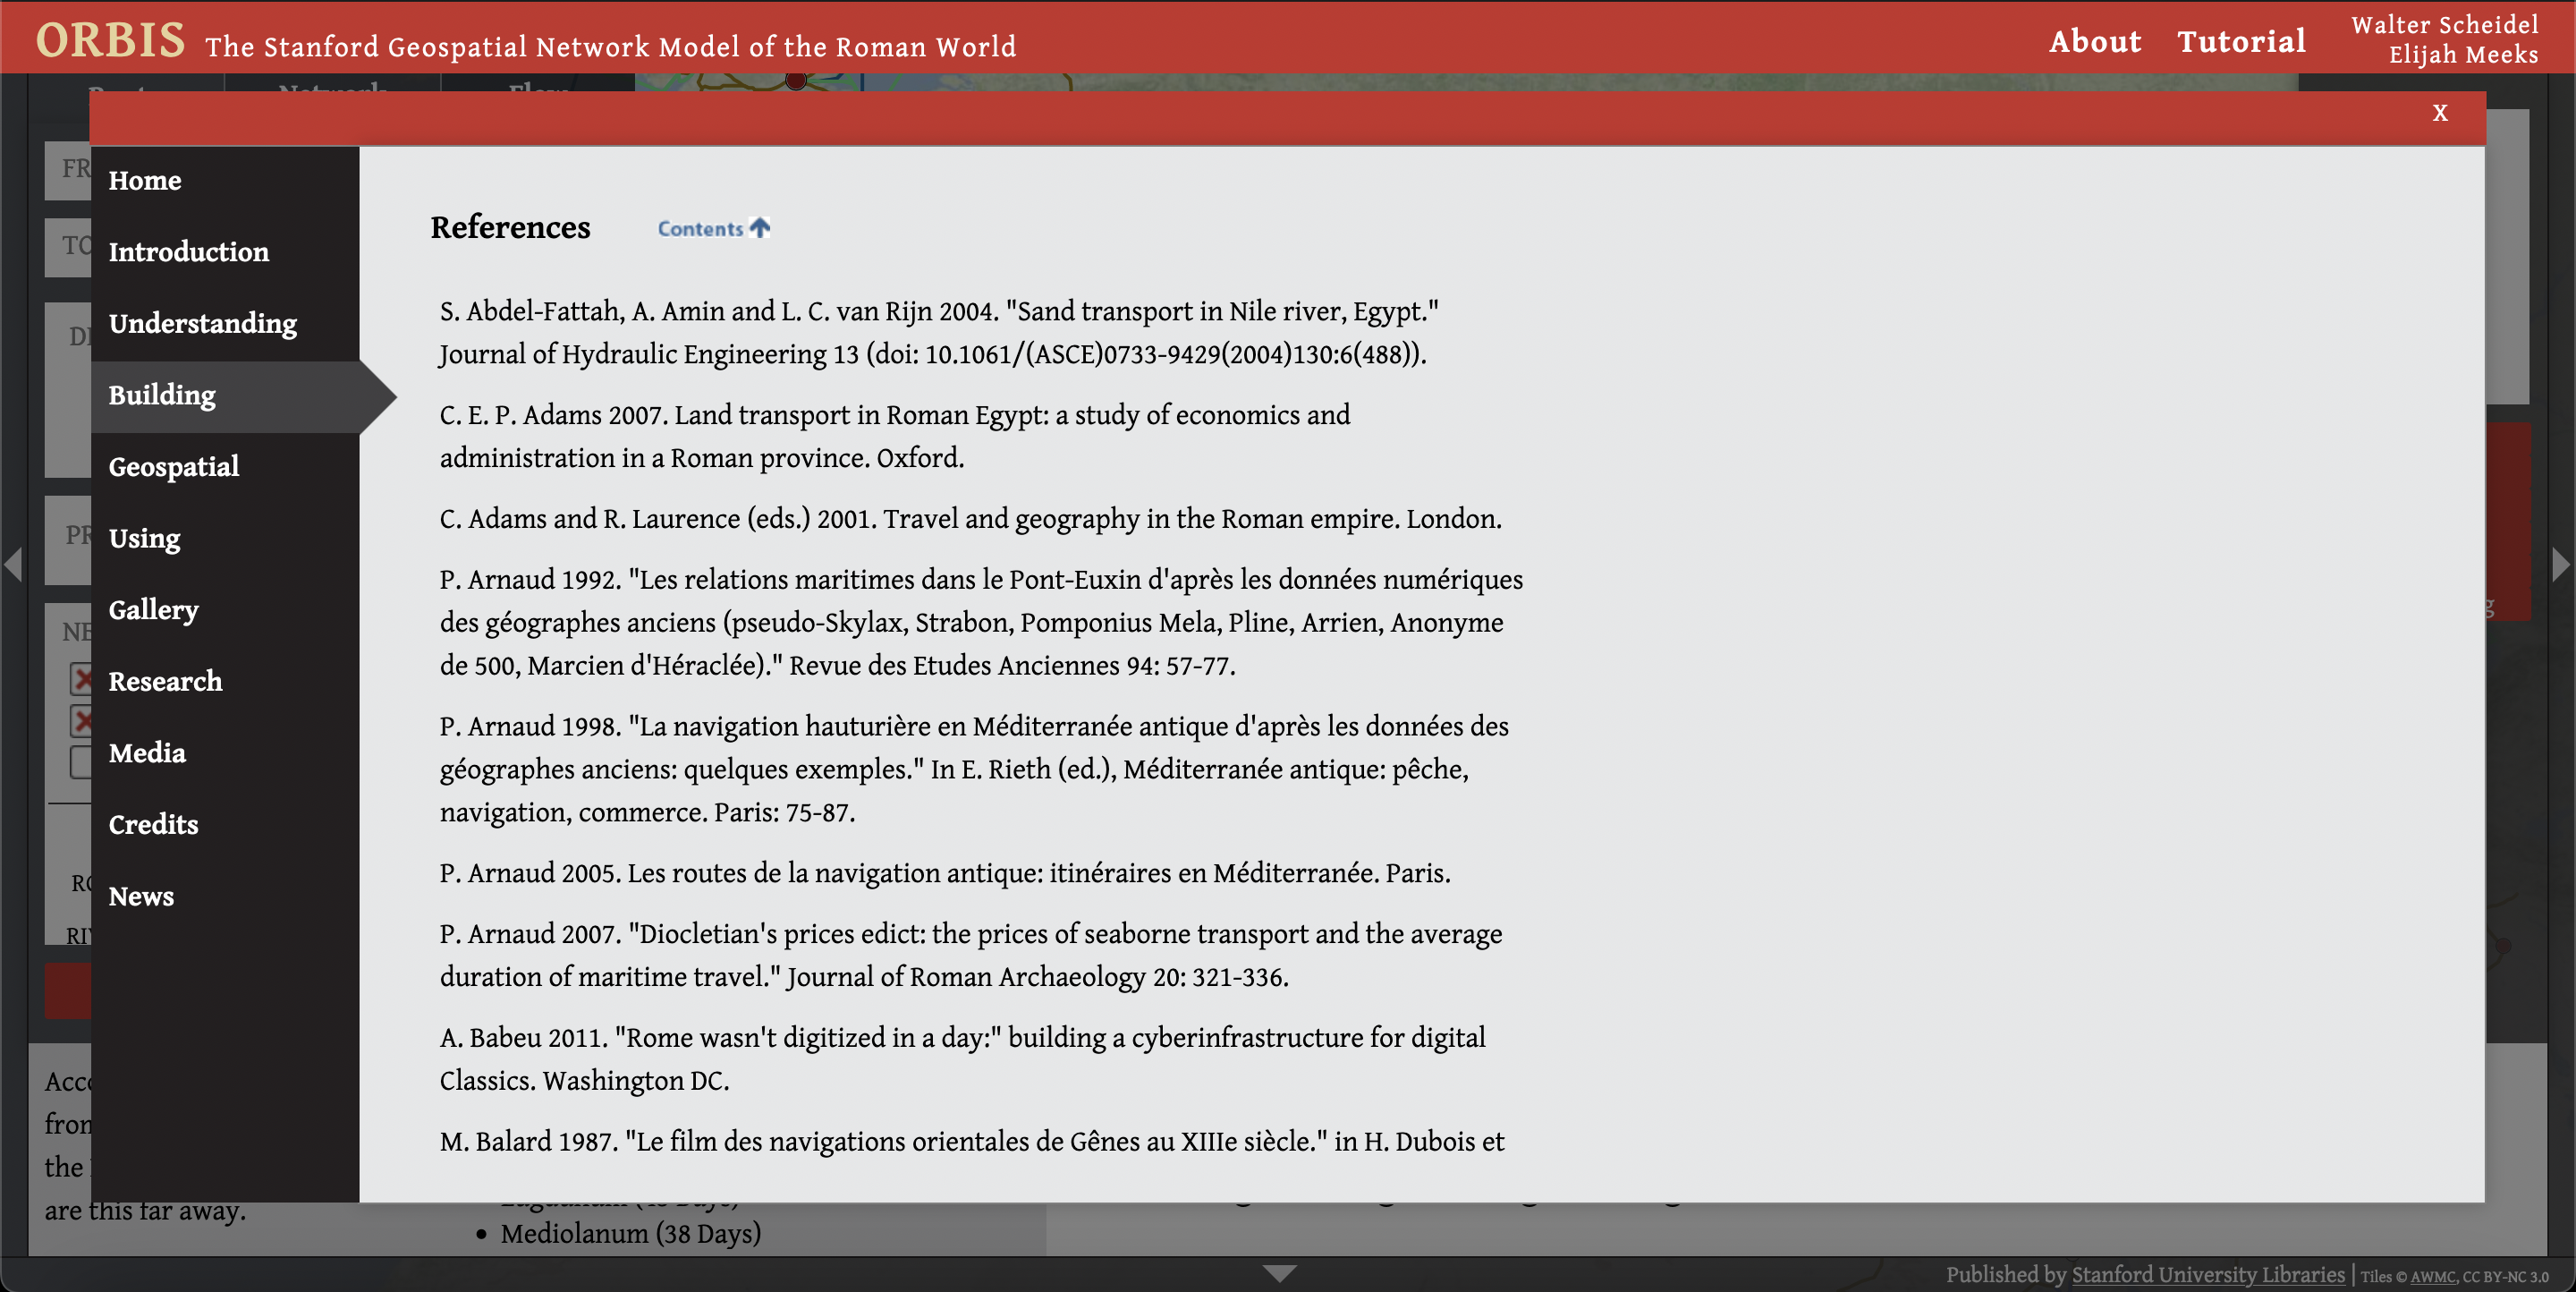 ORBIS The Stanford Geospatial Network Model of the Roman World
About Tutorial
Walter Scheidel
Elijah Meeks
X
Home
Introduction
Understanding
Building
Geospatial
Using
Gallery
Research
Media
Credits
News
References Contents
S. Abdel-Fattah, A. Amin and L. C. van Rijn 2004. "Sand transport in Nile river, Egypt."
Journal of Hydraulic Engineering 13 (doi: 10.1061/(ASCE)0733-9429(2004)130:6(488)).
C. E. P. Adams 2007. Land transport in Roman Egypt: a study of economics and
administration in a Roman province. Oxford.
C. Adams and R. Laurence (eds.) 2001. Travel and geography in the Roman empire. London.
P. Arnaud 1992. "Les relations maritimes dans le Pont-Euxin d'après les données numériques
des géographes anciens (pseudo-Skylax, Strabon, Pomponius Mela, Pline, Arrien, Anonyme
de 500, Marcien d'Héraclée)." Revue des Etudes Anciennes 94: 57-77.
P. Arnaud 1998. "La navigation hauturière en Méditerranée antique d'après les données des
géographes anciens: quelques exemples." In E. Rieth (ed.), Méditerranée antique: pêche,
navigation, commerce. Paris: 75-87.
P. Arnaud 2005. Les routes de la navigation antique: itinéraires en Méditerranée. Paris.
P. Arnaud 2007. "Diocletian's prices edict: the prices of seaborne transport and the average
duration of maritime travel." Journal of Roman Archaeology 20: 321-336.
A. Babeu 2011. "Rome wasn't digitized in a day:" building a cyberinfrastructure for digital
Classics. Washington DC.
M. Balard 1987. "Le film des navigations orientales de Gênes au XIIIe siècle." in H. Dubois et
the
are this far away.
Mediolanum (38 Days)
Published by Stanford University Libraries | Tiles © AWMC, CC BY-NC 3.0